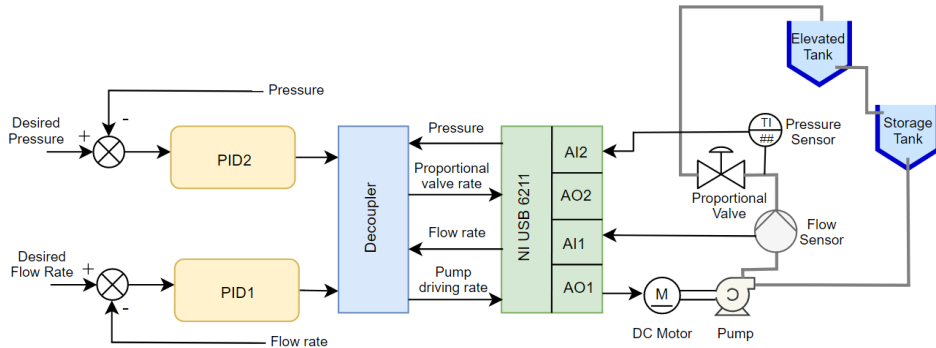 Elevated
Tank
Storage
Tank
Pressure
Desired
Pressure
+
-
PID2
Decoupler
Pressure
Proportional
valve rate
Flow rate
Pump
driving rate
NI USB 6211
AI2
AO2
AI1
AO1
TI
##
Pressure
Sensor
Proportional
Valve
Flow
Sensor
Desired
Flow Rate
+
-
PID1
Flow rate
M
DC Motor
Pump